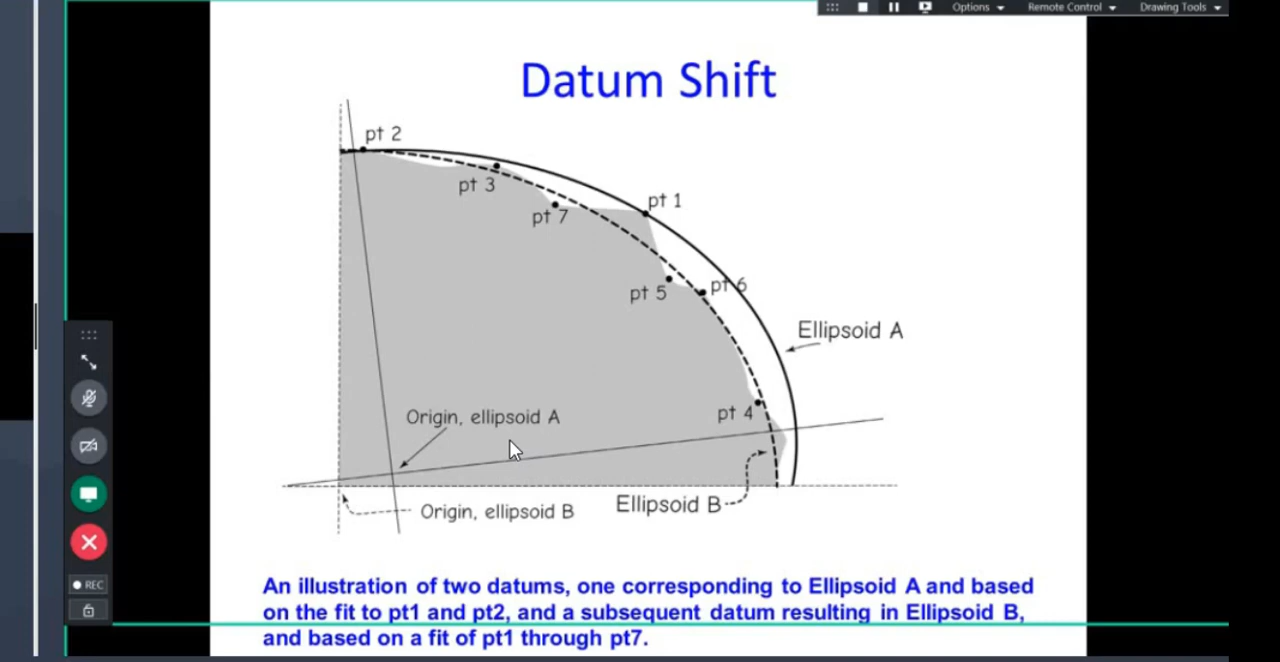 Options
Remote Control
Drawing Tools
Datum Shift
pt 2
pt 3
pt 1
pt 7
pt 5
pt 6
Ellipsoid A
pt 4
Origin, ellipsoid A
Ellipsoid B
Origin, ellipsoid B
REC
An illustration of two datums, one corresponding to Ellipsoid A and based
on the fit to pt1 and pt2, and a subsequent datum resulting in Ellipsoid B,
and based on a fit of pt1 through pt7.